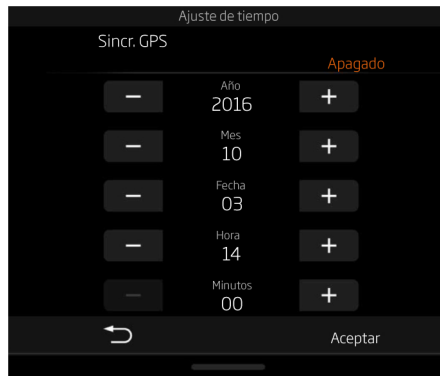 Ajuste de tiempo
Sincr. GPS
Apagado
Año
− 2016 +
Mes
− 10 +
Fecha
− 03 +
Hora
− 14 +
Minutos
− 00 +
Aceptar